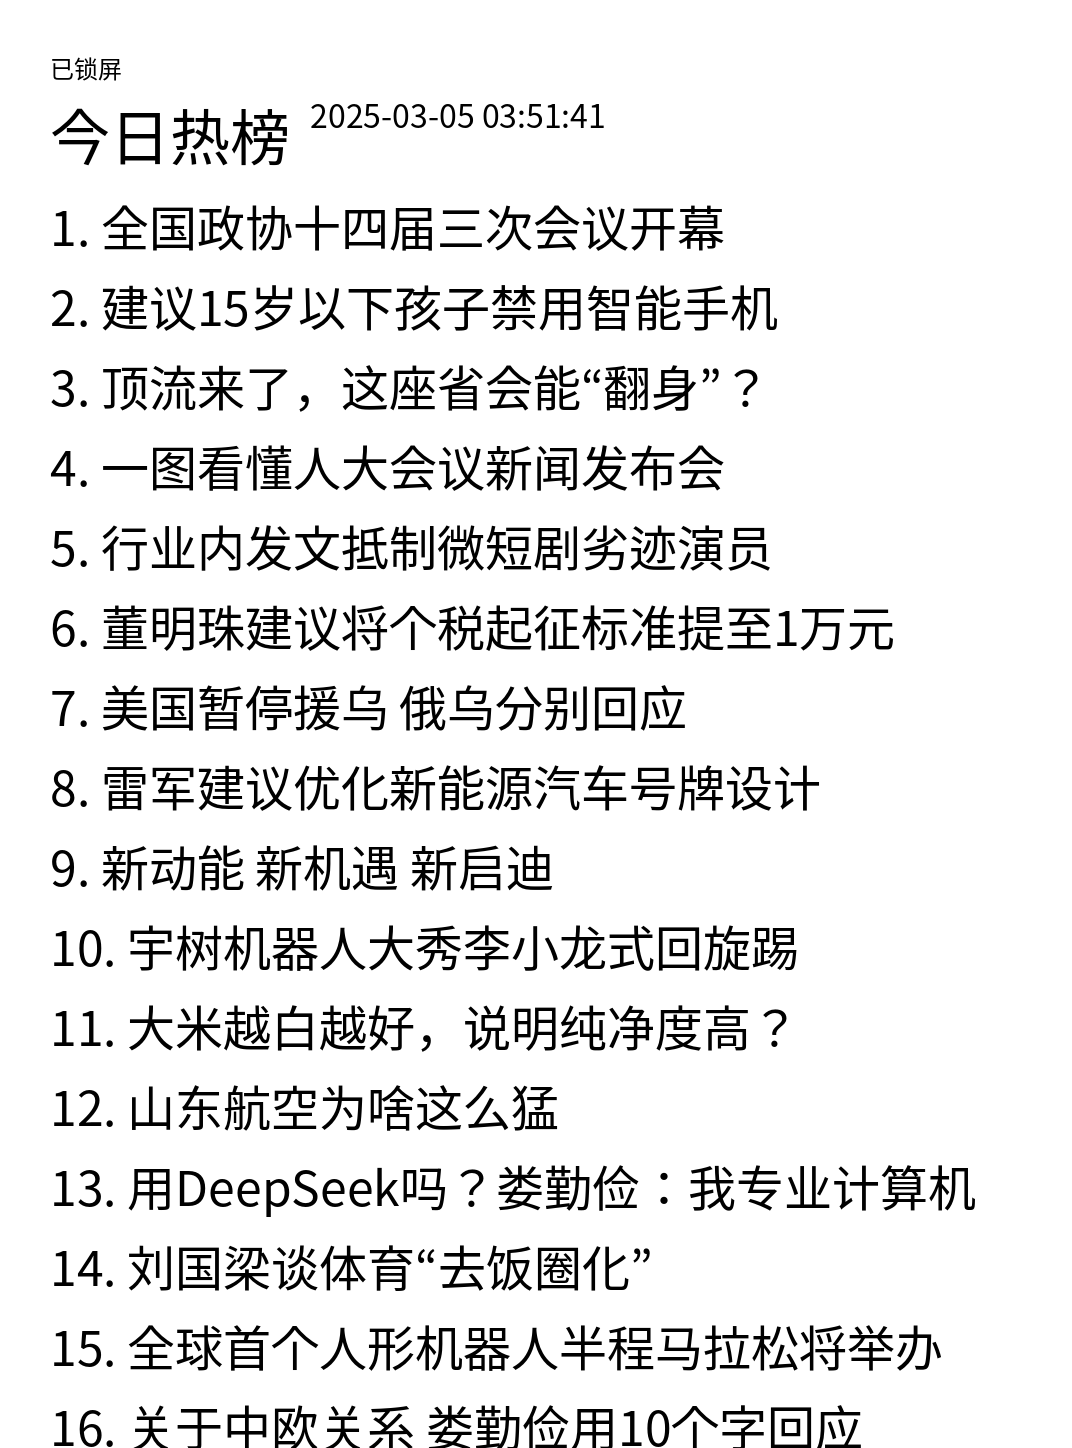 已锁屏
今日热榜 2025-03-05 03:51:41
1. 全国政协十四届三次会议开幕
2. 建议15岁以下孩子禁用智能手机
3. 顶流来了，这座省会能“翻身”？
4. 一图看懂人大会议新闻发布会
5. 行业内发文抵制微短剧劣迹演员
6. 董明珠建议将个税起征标准提至1万元
7. 美国暂停援乌 俄乌分别回应
8. 雷军建议优化新能源汽车号牌设计
9. 新动能 新机遇 新启迪
10. 宇树机器人大秀李小龙式回旋踢
11. 大米越白越好，说明纯净度高？
12. 山东航空为啥这么猛
13. 用DeepSeek吗？娄勤俭：我专业计算机
14. 刘国梁谈体育“去饭圈化”
15. 全球首个人形机器人半程马拉松将举办
16. 关于中欧关系 娄勤俭用10个字回应